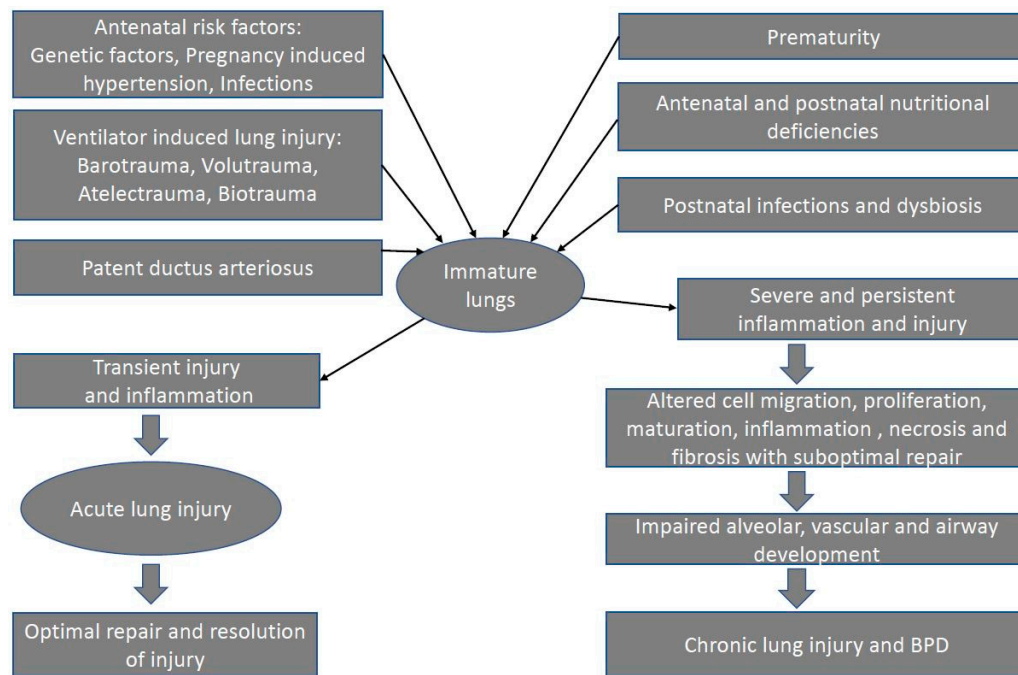 Antenatal risk factors:
Genetic factors, Pregnancy induced
hypertension, Infections
Prematurity
Antenatal and postnatal nutritional
deficiencies
Ventilator induced lung injury:
Barotrauma, Volutrauma,
Atelectrauma, Biotrauma
Postnatal infections and dysbiosis
Patent ductus arteriosus
Immature
lungs
Severe and persistent
inflammation and injury
Transient injury
and inflammation
Altered cell migration, proliferation,
maturation, inflammation , necrosis and
fibrosis with suboptimal repair
Acute lung injury
Impaired alveolar, vascular and airway
development
Optimal repair and resolution
of injury
Chronic lung injury and BPD